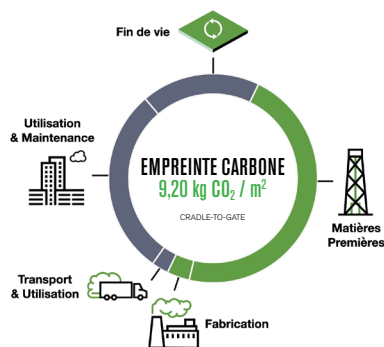 Fin de vie
Utilisation
& Maintenance
EMPREINTE CARBONE
9,20 kg CO₂ / m²
CRADLE-TO-GATE
Matières
Premières
Transport
& Utilisation
Fabrication